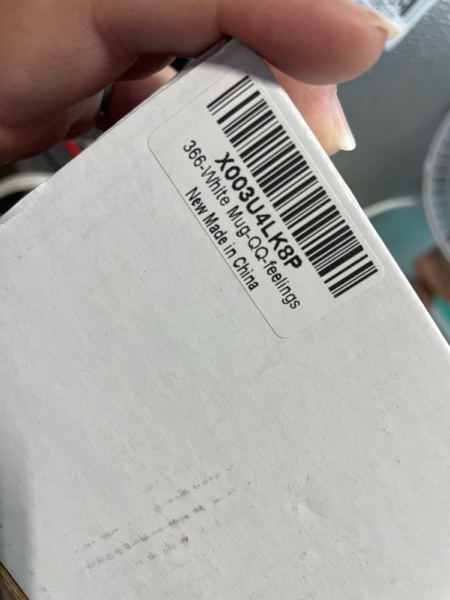 X003U4LK8P
366-White Mug-QQ-feelings
New Made in China